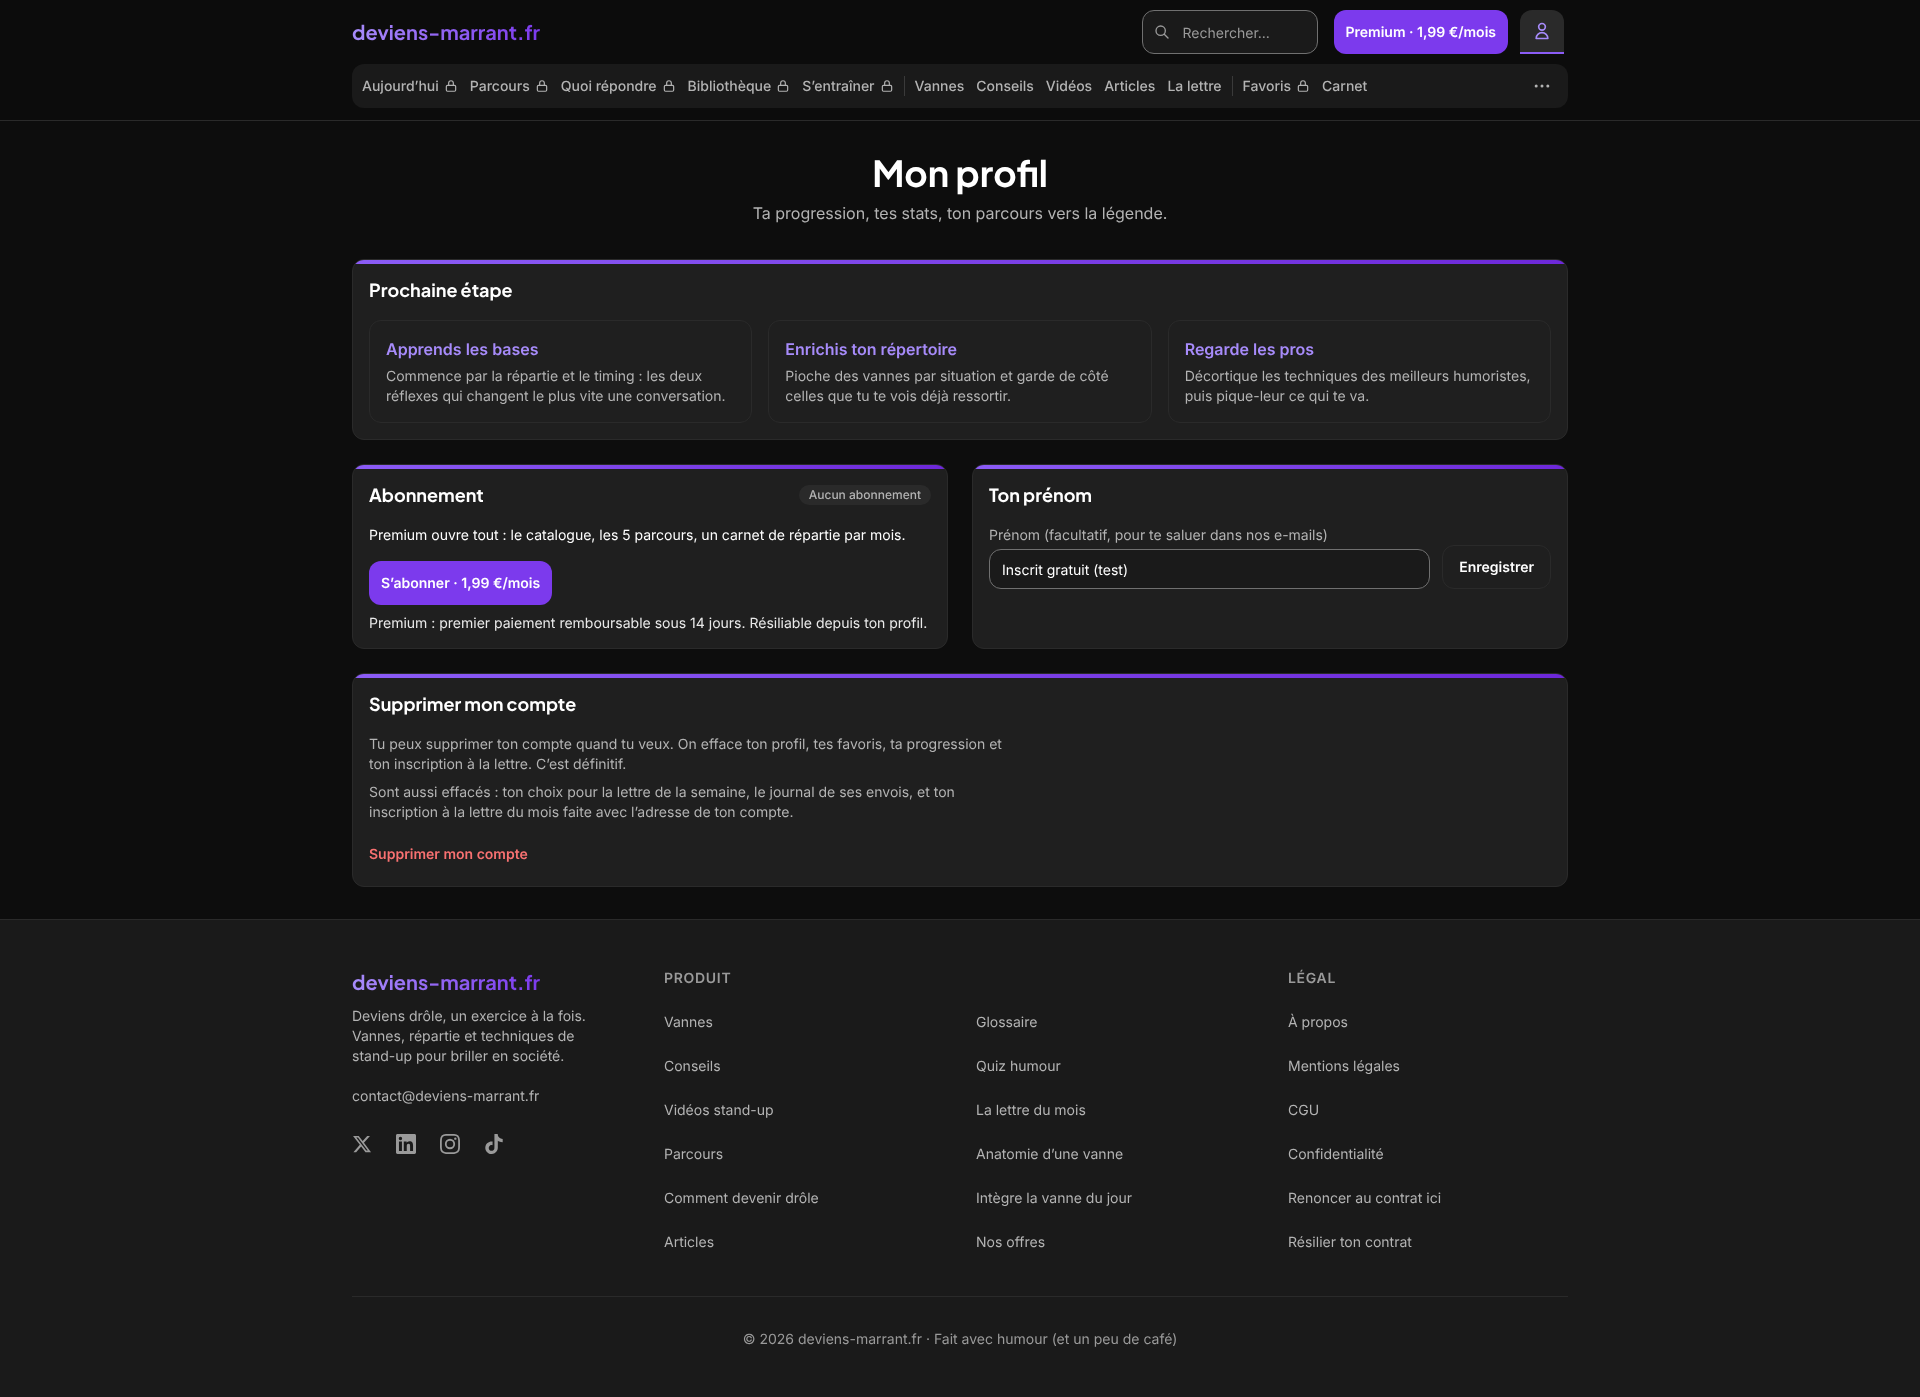 deviens-marrant.fr
Rechercher...
Premium · 1,99 €/mois
Aujourd’hui
Parcours
Quoi répondre
Bibliothèque
S’entraîner
Vannes
Conseils
Vidéos
Articles
La lettre
Favoris
Carnet
Mon profil
Ta progression, tes stats, ton parcours vers la légende.
Prochaine étape
Apprends les bases
Commence par la répartie et le timing : les deux
réflexes qui changent le plus vite une conversation.
Enrichis ton répertoire
Pioche des vannes par situation et garde de côté
celles que tu te vois déjà ressortir.
Regarde les pros
Décortique les techniques des meilleurs humoristes,
puis pique-leur ce qui te va.
Abonnement
Aucun abonnement
Premium ouvre tout : le catalogue, les 5 parcours, un carnet de répartie par mois.
S’abonner · 1,99 €/mois
Premium : premier paiement remboursable sous 14 jours. Résiliable depuis ton profil.
Ton prénom
Prénom (facultatif, pour te saluer dans nos e-mails)
Inscrit gratuit (test)
Enregistrer
Supprimer mon compte
Tu peux supprimer ton compte quand tu veux. On efface ton profil, tes favoris, ta progression et
ton inscription à la lettre. C’est définitif.
Sont aussi effacés : ton choix pour la lettre de la semaine, le journal de ses envois, et ton
inscription à la lettre du mois faite avec l’adresse de ton compte.
Supprimer mon compte
deviens-marrant.fr
Deviens drôle, un exercice à la fois.
Vannes, répartie et techniques de
stand-up pour briller en société.
contact@deviens-marrant.fr
PRODUIT
Vannes
Conseils
Vidéos stand-up
Parcours
Comment devenir drôle
Articles
Glossaire
Quiz humour
La lettre du mois
Anatomie d’une vanne
Intègre la vanne du jour
Nos offres
LÉGAL
À propos
Mentions légales
CGU
Confidentialité
Renoncer au contrat ici
Résilier ton contrat
© 2026 deviens-marrant.fr · Fait avec humour (et un peu de café)